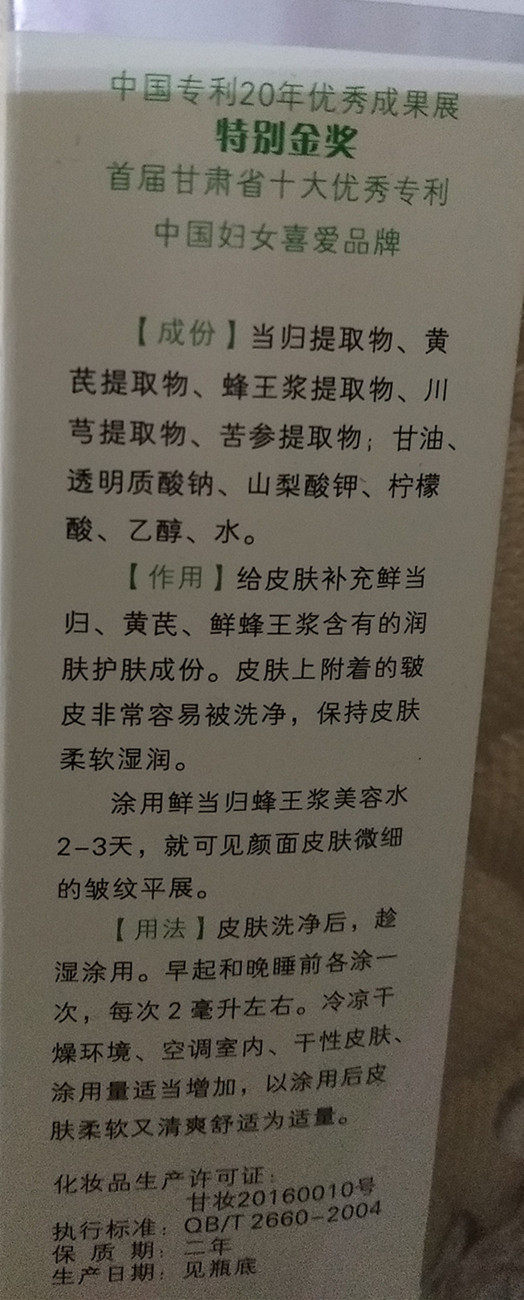 中国专利20年优秀成果展
特别金奖
首届甘肃省十大优秀专利
中国妇女喜爱品牌
【成份】当归提取物、黄
芪提取物、蜂王浆提取物、川
芎提取物、苦参提取物；甘油、
透明质酸钠、山梨酸钾、柠檬
酸、乙醇、水。
【作用】给皮肤补充鲜当
归、黄芪、鲜蜂王浆含有的润
肤护肤成份。皮肤上附着的皲
皮非常容易被洗净，保持皮肤
柔软湿润。
涂用鲜当归蜂王浆美容水
2-3天，就可见颜面皮肤微细
的皱纹平展。
【用法】皮肤洗净后，趁
湿涂用。早起和晚睡前各涂一
次，每次2毫升左右。冷凉干
燥环境、空调室内、干性皮肤、
涂用量适当增加，以涂用后皮
肤柔软又清爽舒适为适量。
化妆品生产许可证：
甘妆20160010号
执行标准：QB/T 2660-2004
保 质 期：二年
生产日期：见瓶底